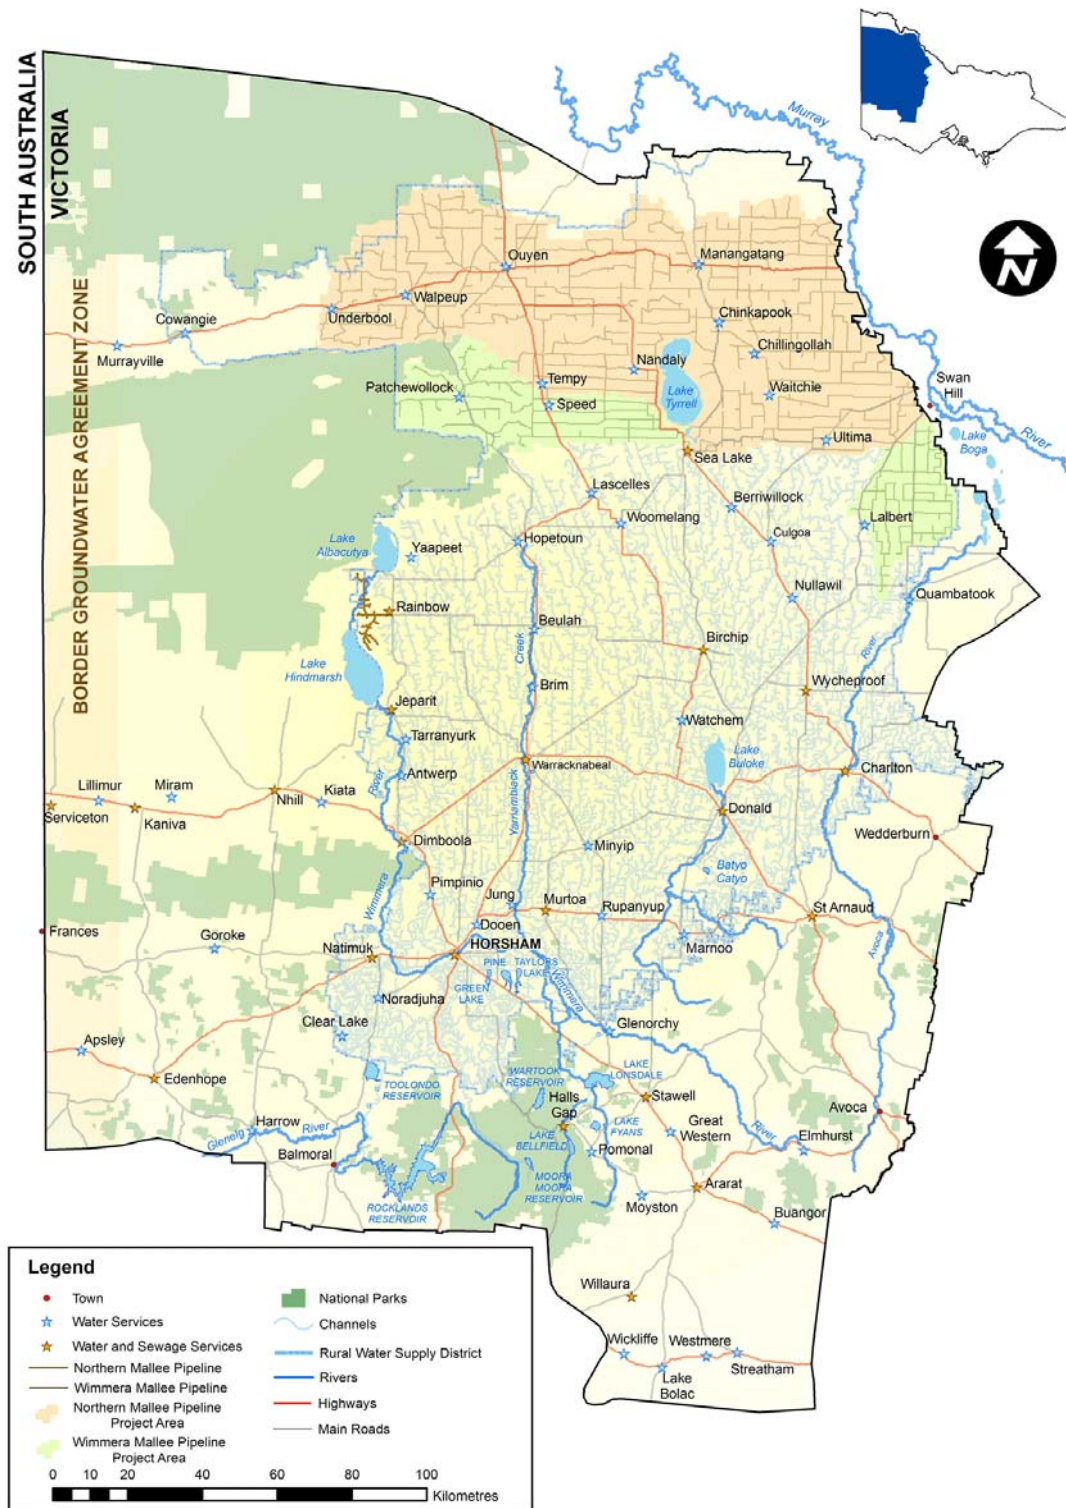 SOUTH AUSTRALIA
VICTORIA
BORDER GROUNDWATER AGREEMENT ZONE
Murray
N
Ouyen
Manangatang
Walpeup
Underbool
Cowangie
Murrayville
Chinkapook
Chillingollah
Nandaly
Tempy
Patchewollock
Speed
Lake
Tyrrell
Waitchie
Swan
Hill
River
Lake
Boga
Ultima
Sea Lake
Lascelles
Berriwillock
Woomelang
Lalbert
Culgoa
Hopetoun
Lake
Albacutya
Yaapeet
Nullawil
Quambatook
Rainbow
Beulah
Creek
Birchip
River
Lake
Hindmarsh
Brim
Wycheproof
Jeparit
Watchem
Tarranyurk
Lake
Buloke
Warracknabeal
Antwerp
River
Charlton
Lillimur
Miram
Kiata
Nhill
Serviceton
Kaniva
Yarriambiack
Donald
Wedderburn
Dimboola
Minyip
Batyo
Catyo
Pimpinio
Wimmera
Jung
Murtoa
Rupanyup
St Arnaud
Dooen
Frances
Goroke
Natimuk
HORSHAM
Marnoo
Avoca
PINE
TAYLORS
LAKE
GREEN
LAKE
Wimmera
Noradjuha
Clear Lake
Glenorchy
Apsley
Edenhope
TOOLONDO
RESERVOIR
WARTOOK
RESERVOIR
LAKE
LONSDALE
Halls
Gap
Stawell
Great
Western
Avoca
Harrow
Glenelg
River
LAKE
FYANS
LAKE
BELLFIELD
River
Elmhurst
Balmoral
Pomonal
MOORA
MOORA
RESERVOIR
Ararat
ROCKLANDS
RESERVOIR
Moyston
Buangor
Willaura
Wickliffe
Westmere
Streatham
Lake
Bolac
Legend
Town
Water Services
Water and Sewage Services
Northern Mallee Pipeline
Wimmera Mallee Pipeline
Northern Mallee Pipeline
Project Area
Wimmera Mallee Pipeline
Project Area
National Parks
Channels
Rural Water Supply District
Rivers
Highways
Main Roads
0 10 20 40 60 80 100
Kilometres